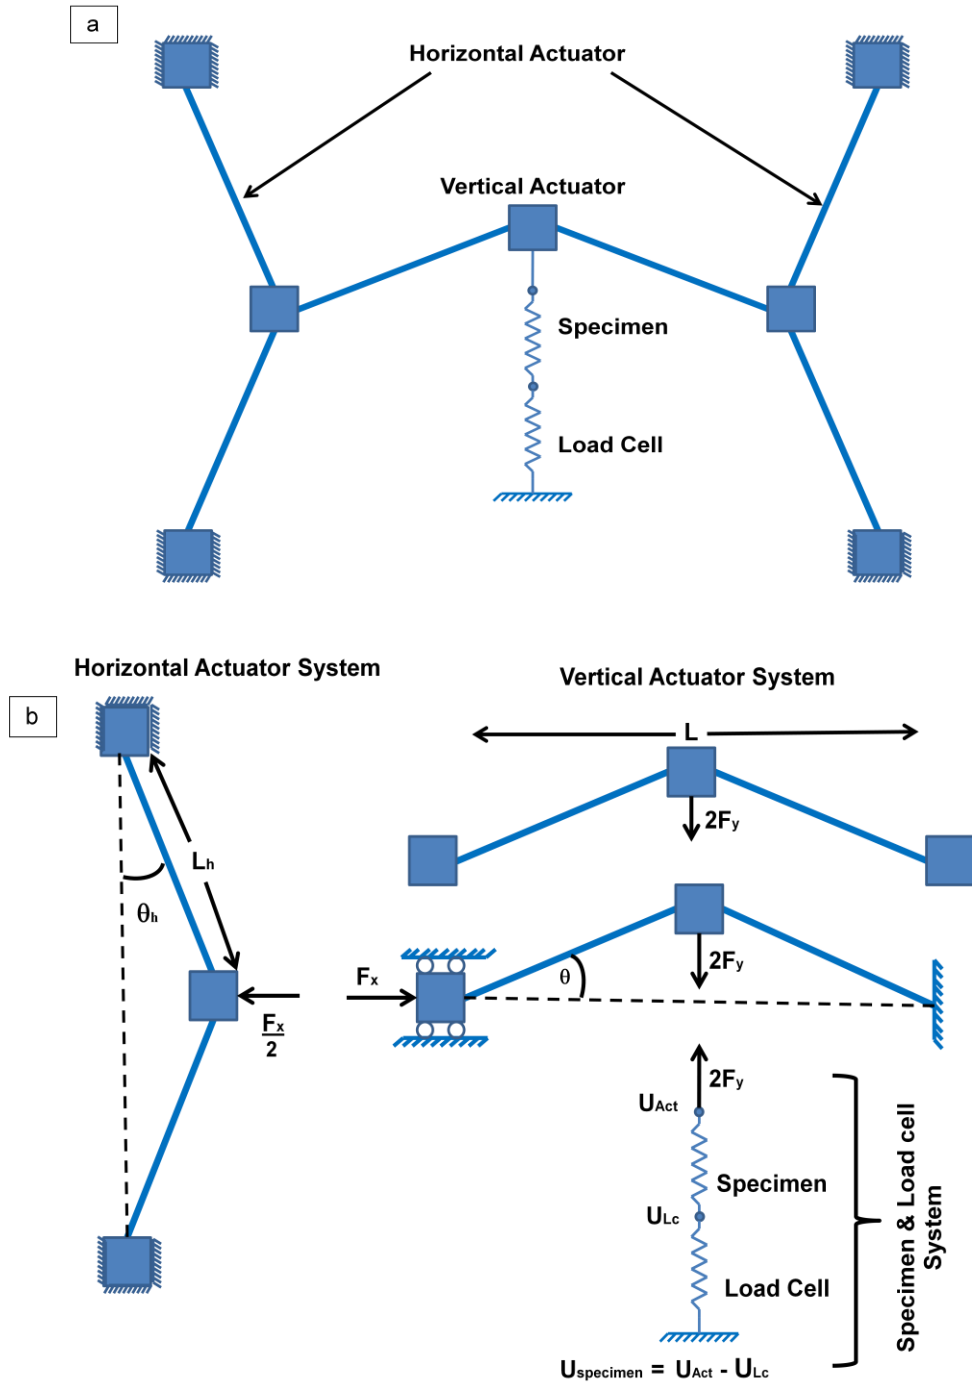 a
Horizontal Actuator
Vertical Actuator
Specimen
Load Cell
Horizontal Actuator System
Vertical Actuator System
b
L
2Fy
Lh
θh
2Fy
Fx
θ
Fx
2
2Fy
UAct
Specimen
ULc
Load Cell
Specimen & Load cell
System
Uspecimen = UAct - ULc